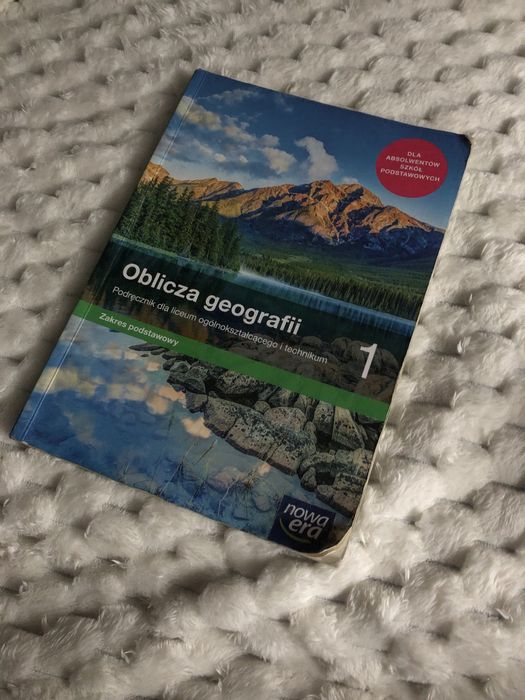 DLA
ABSOLWENTÓW
SZKÓŁ
PODSTAWOWYCH
Oblicza geografii
Podręcznik dla liceum ogólnokształcącego i technikum
1
Zakres podstawowy
nowa
era